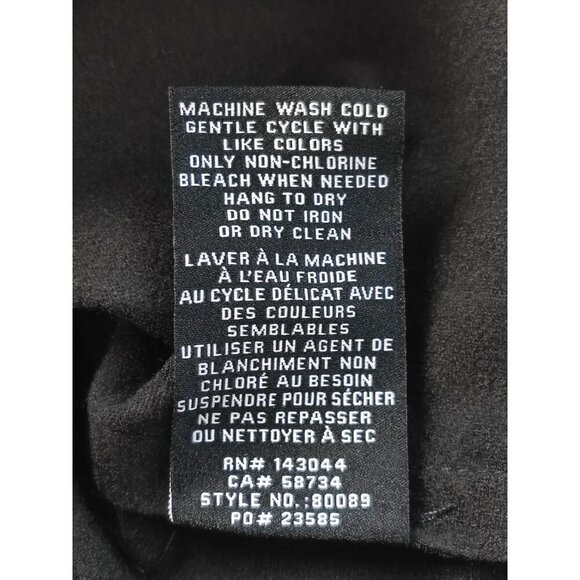 MACHINE WASH COLD
GENTLE CYCLE WITH
LIKE COLORS
ONLY NON-CHLORINE
BLEACH WHEN NEEDED
HANG TO DRY
DO NOT IRON
OR DRY CLEAN
LAVER À LA MACHINE
À L'EAU FROIDE
AU CYCLE DÉLICAT AVEC
DES COULEURS
SEMBLABLES
UTILISER UN AGENT DE
BLANCHIMENT NON
CHLORÉ AU BESOIN
SUSPENDRE POUR SÉCHER
NE PAS REPASSER
OU NETTOYER À SEC
RN# 143044
CA# 58734
STYLE NO.:80089
PO# 23585